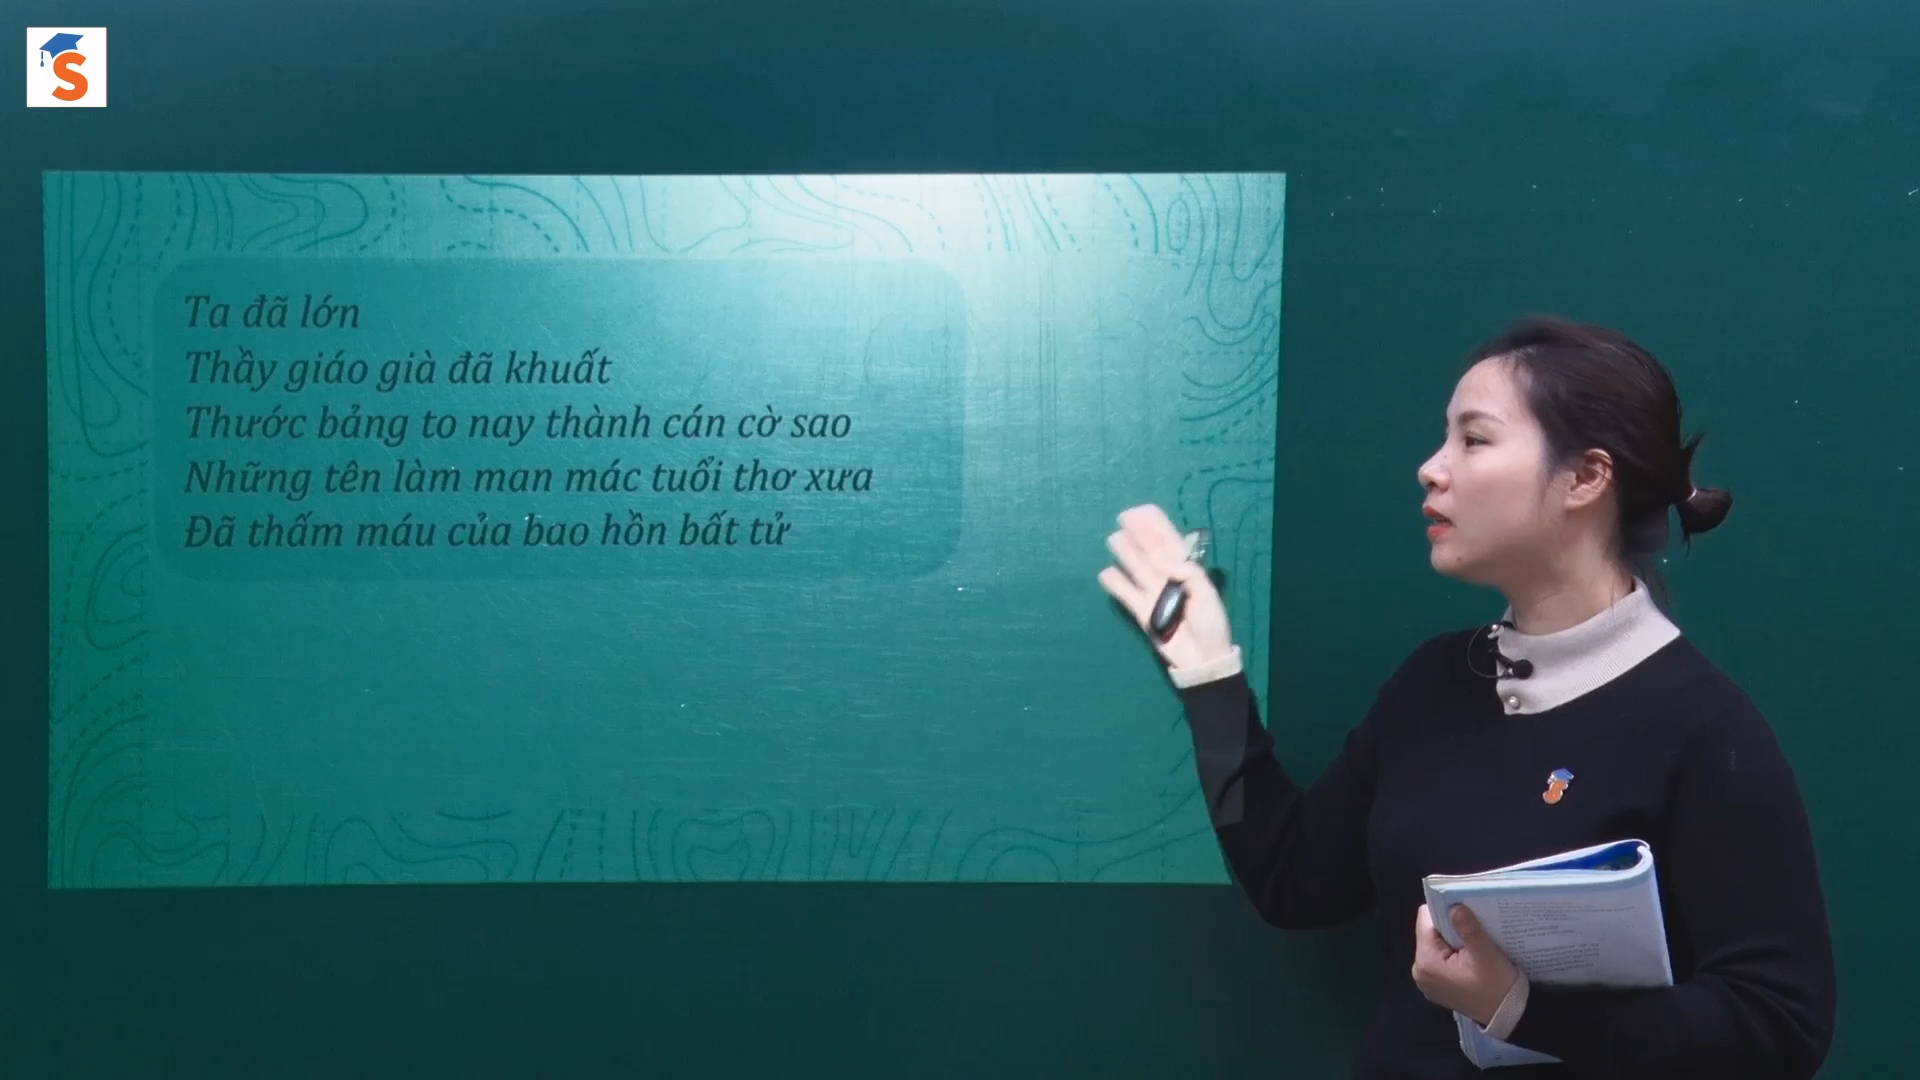 S
Ta đã lớn
Thầy giáo già đã khuất
Thước bảng to nay thành cán cờ sao
Những tên làm man mác tuổi thơ xưa
Đã thấm máu của bao hồn bất tử